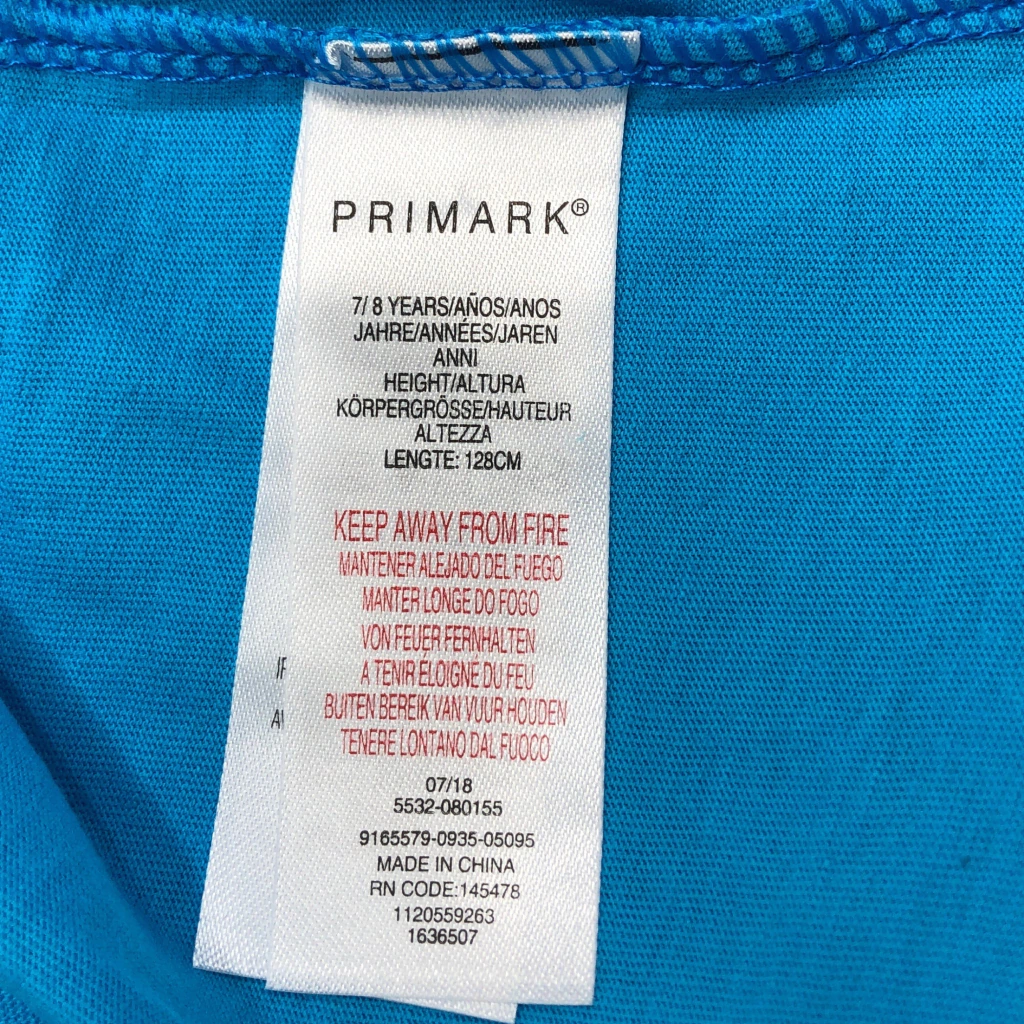 PRIMARK®
7/ 8 YEARS/AÑOS/ANOS
JAHRE/ANNÉES/JAREN
ANNI
HEIGHT/ALTURA
KÖRPERGRÖSSE/HAUTEUR
ALTEZZA
LENGTE: 128CM
KEEP AWAY FROM FIRE
MANTENER ALEJADO DEL FUEGO
MANTER LONGE DO FOGO
VON FEUER FERNHALTEN
A TENIR ÉLOIGNÉ DU FEU
BUITEN BEREIK VAN VUUR HOUDEN
TENERE LONTANO DAL FUOCO
07/18
5532-080155
9165579-0935-05095
MADE IN CHINA
RN CODE:145478
1120559263
1636507